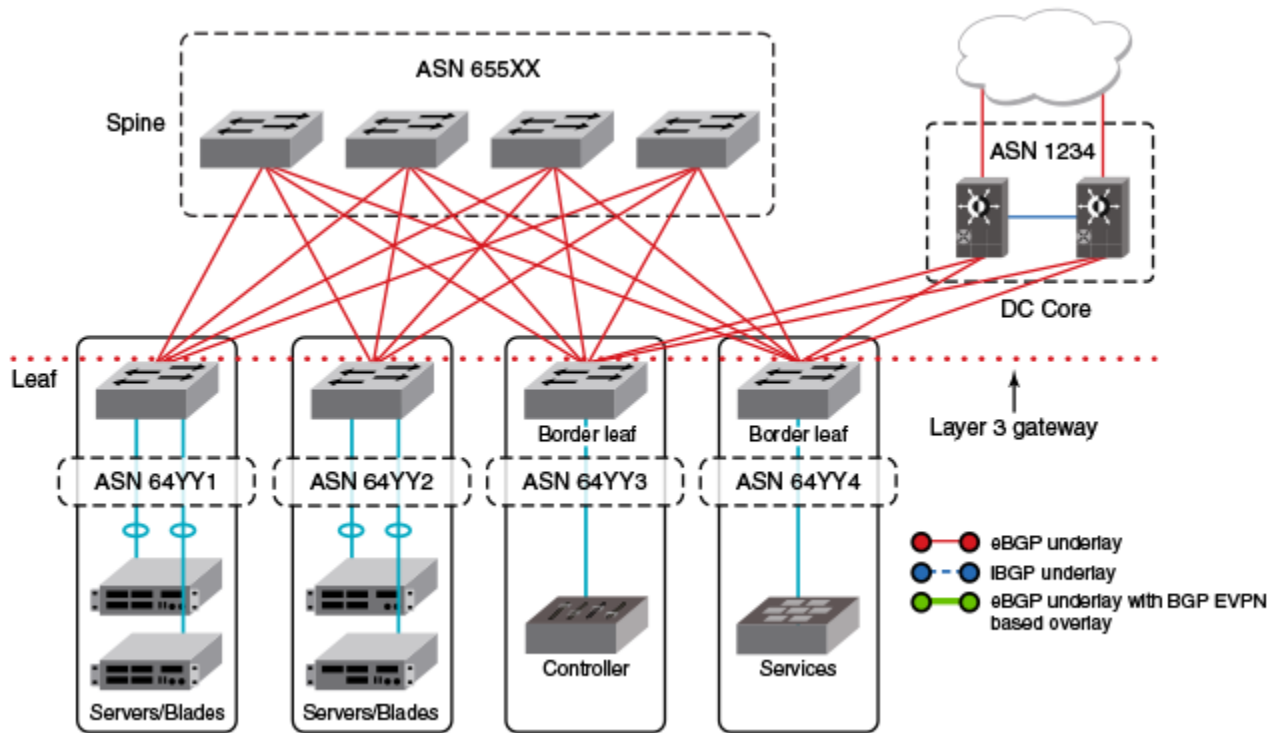 ASN 655XX
Spine
ASN 1234
DC Core
Leaf
Layer 3 gateway
Border leaf
Border leaf
ASN 64YY1
ASN 64YY2
ASN 64YY3
ASN 64YY4
eBGP underlay
IBGP underlay
eBGP underlay with BGP EVPN
based overlay
Controller
Services
Servers/Blades
Servers/Blades